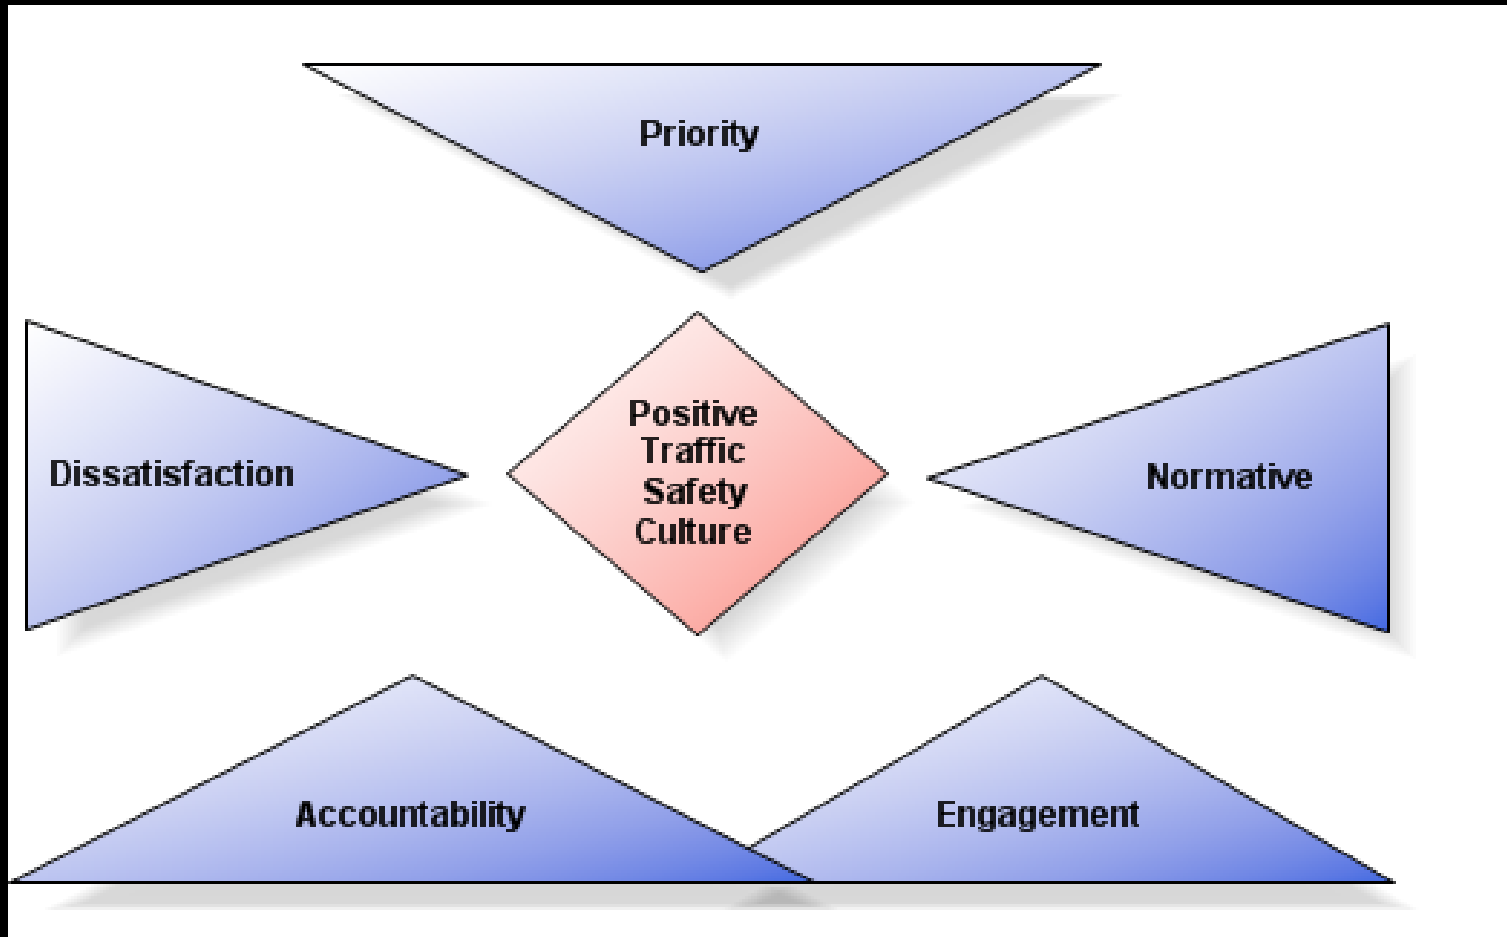 Priority
Dissatisfaction
Positive
Traffic
Safety
Culture
Normative
Accountability
Engagement